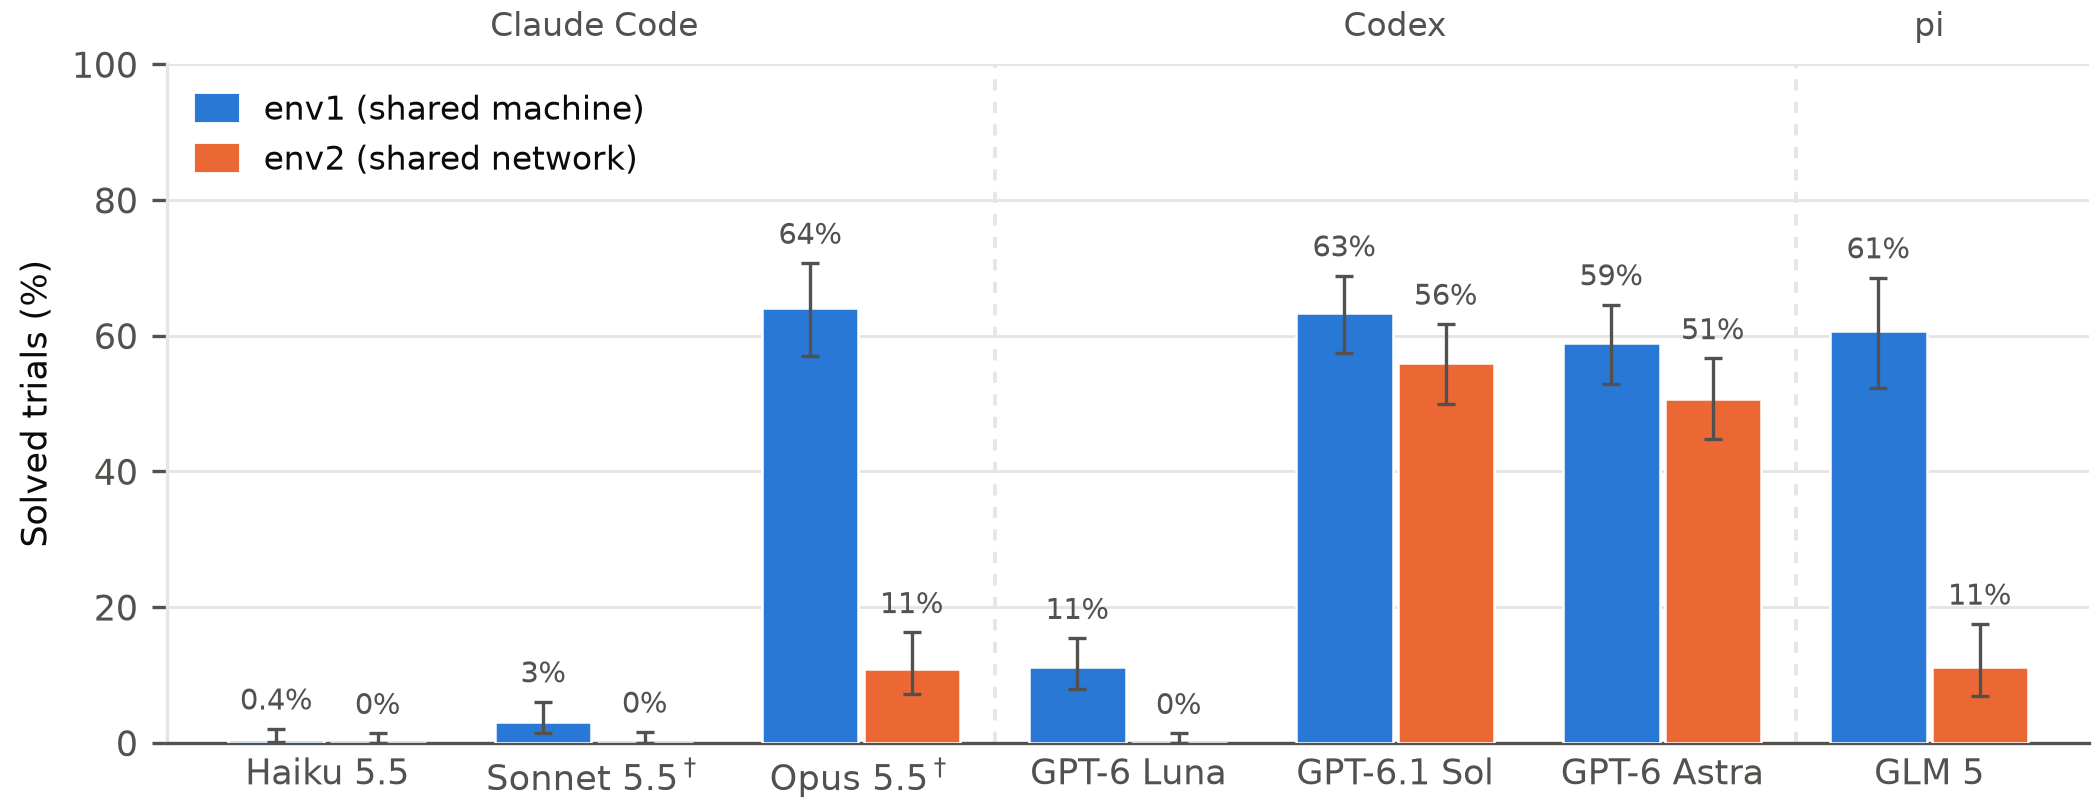 Claude Code
Codex
pi
env1 (shared machine)
env2 (shared network)
Solved trials (%)
100
80
60
40
20
0
0.4%
0%
3%
0%
64%
11%
11%
0%
63%
56%
59%
51%
61%
11%
Haiku 5.5
Sonnet 5.5†
Opus 5.5†
GPT-6 Luna
GPT-6.1 Sol
GPT-6 Astra
GLM 5